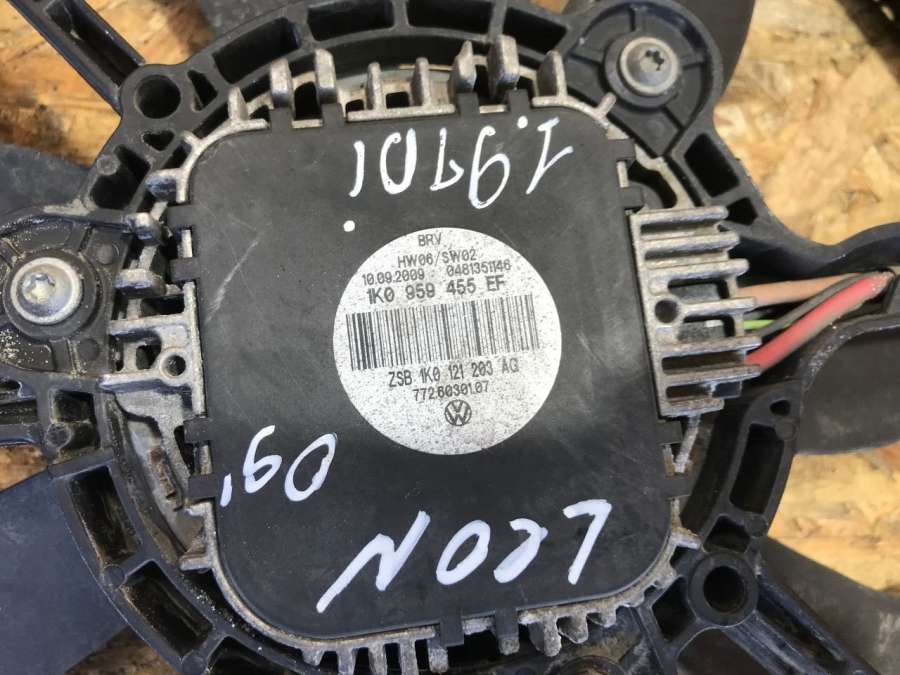 1.9TDI
BRV
HW06/SW02
10.09.2009 0481351146
1K0 959 455 EF
ZSB 1K0 121 203 AG
7726030107
VW
09'
LEON